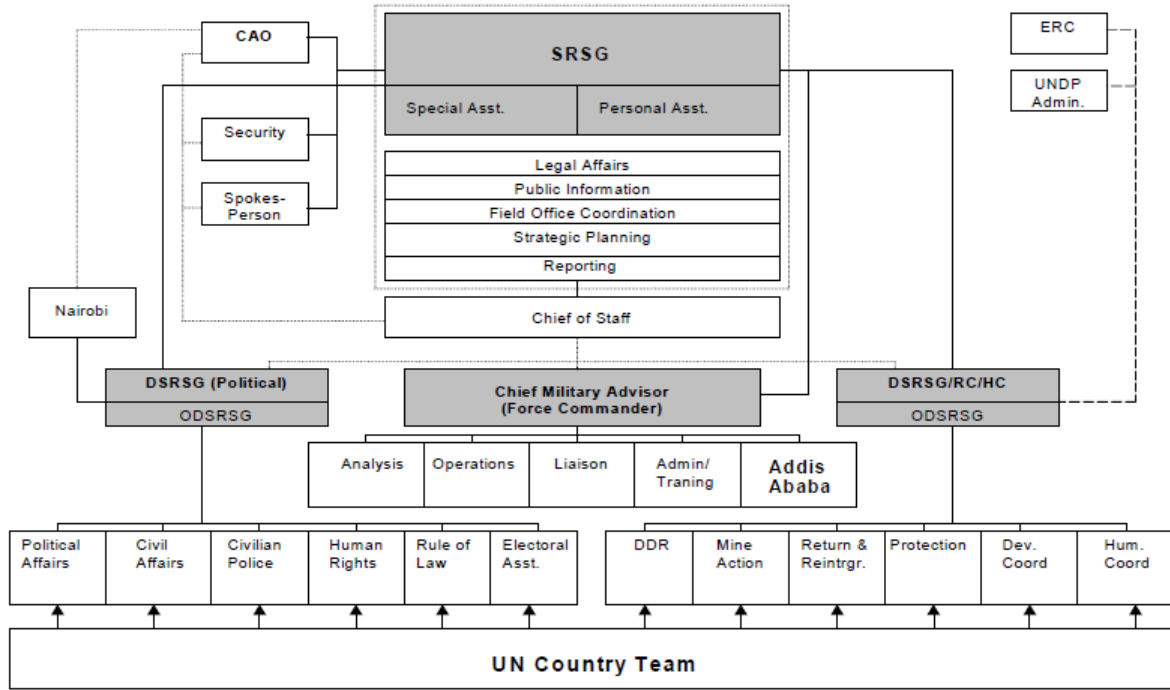 CAO
SRSG
ERC
UNDP
Admin.
Special Asst.
Personal Asst.
Security
Legal Affairs
Public Information
Spokes-
Person
Field Office Coordination
Strategic Planning
Reporting
Nairobi
Chief of Staff
DSRSG (Political)
ODSRSG
Chief Military Advisor
(Force Commander)
DSRSG/RC/HC
ODSRSG
Analysis
Operations
Liaison
Admin/
Traning
Addis
Ababa
Political
Affairs
Civil
Affairs
Civilian
Police
Human
Rights
Rule of
Law
Electoral
Asst.
DDR
Mine
Action
Return &
Reintrgr.
Protection
Dev.
Coord
Hum.
Coord
UN Country Team